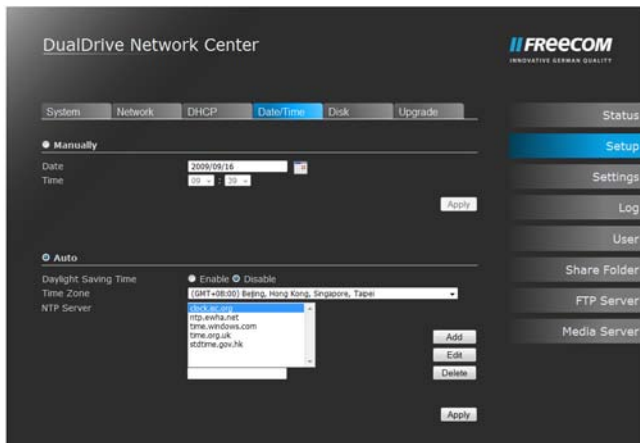 DualDrive Network Center
FREECOM
INNOVATIVE GERMAN QUALITY
System Network DHCP Date/Time Disk Upgrade
Status
Setup
Settings
Log
User
Share Folder
FTP Server
Media Server
Manually
Date 2009/09/16
Time 09 : 39
Apply
Auto
Daylight Saving Time Enable Disable
Time Zone (GMT+08:00) Beijing, Hong Kong, Singapore, Taipei
NTP Server
clock.isc.org
ntp.ewha.net
time.windows.com
time.org.uk
stdtime.gov.hk
Add
Edit
Delete
Apply